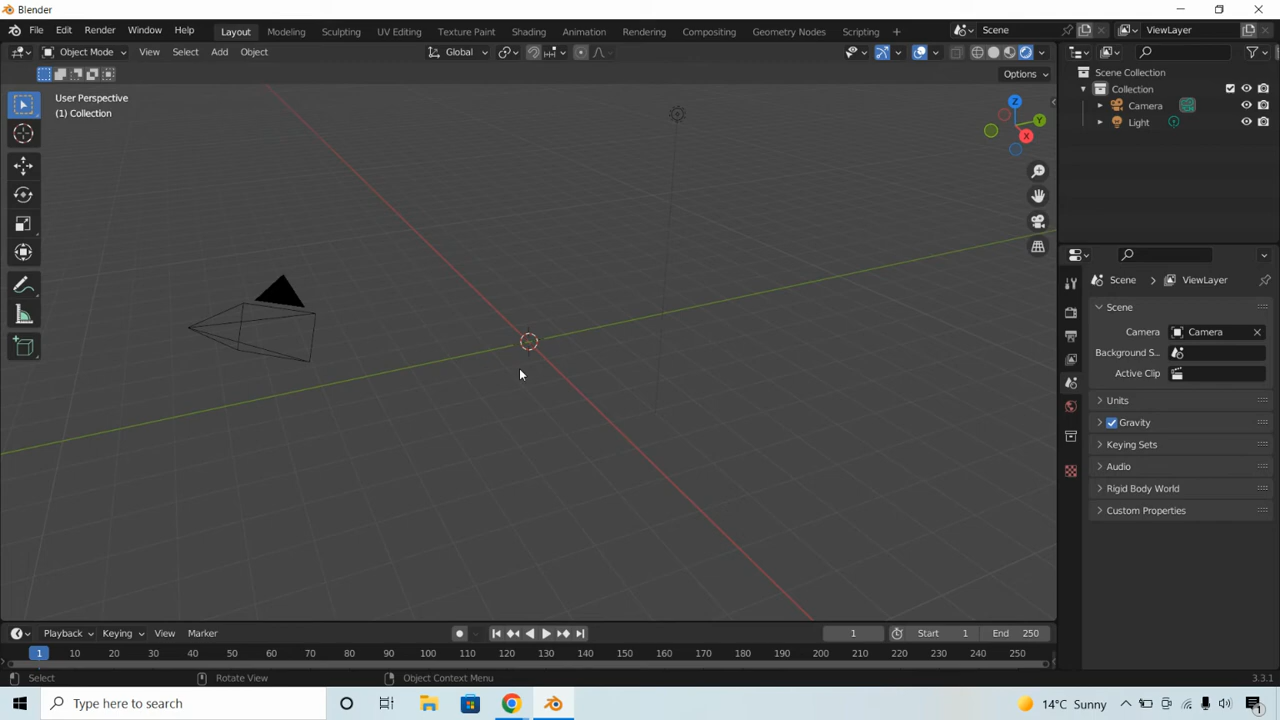 Blender
File Edit Render Window Help Layout Modeling Sculpting UV Editing Texture Paint Shading Animation Rendering Compositing Geometry Nodes Scripting + Scene ViewLayer
Object Mode View Select Add Object Global
Options
User Perspective
(1) Collection
Z
Y
X
Scene Collection
Collection
Camera
Light
Scene > ViewLayer
Scene
Camera Camera
Background S...
Active Clip
Units
Gravity
Keying Sets
Audio
Rigid Body World
Custom Properties
Playback Keying View Marker 1 Start 1 End 250
1 10 20 30 40 50 60 70 80 90 100 110 120 130 140 150 160 170 180 190 200 210 220 230 240 250
Select Rotate View Object Context Menu 3.3.1
Type here to search 14°C Sunny 1